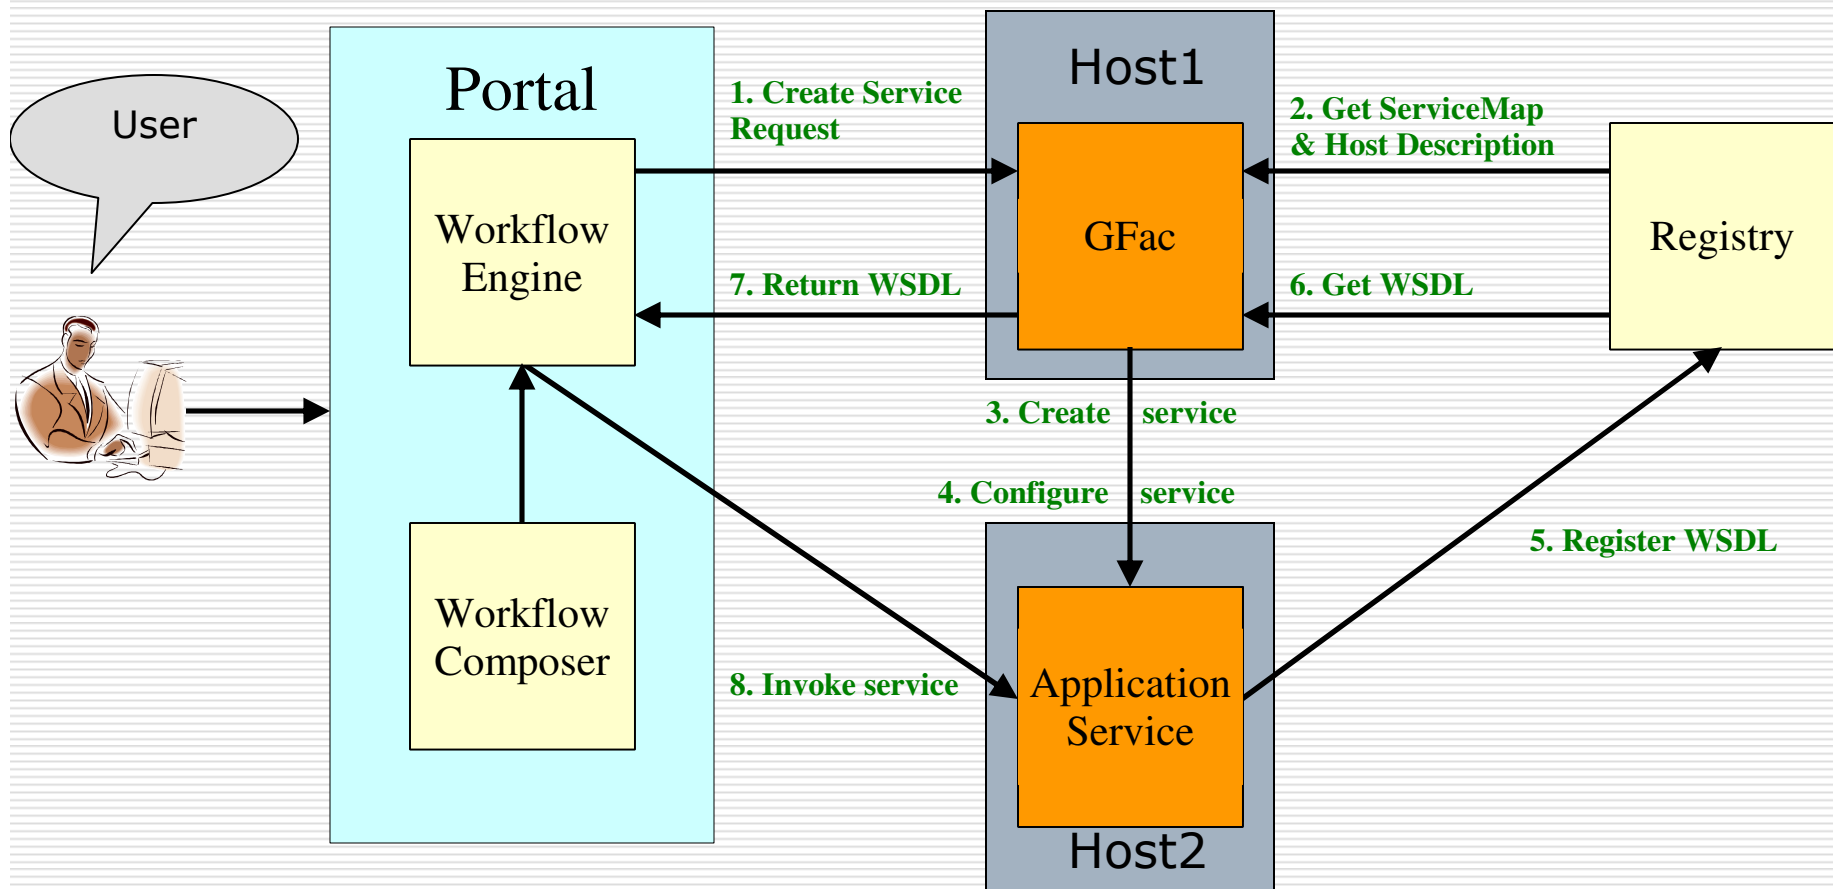 User
Portal
Workflow
Engine
Workflow
Composer
1. Create Service
Request
7. Return WSDL
8. Invoke service
Host1
GFac
3. Create service
4. Configure service
Application
Service
Host2
2. Get ServiceMap
& Host Description
6. Get WSDL
5. Register WSDL
Registry